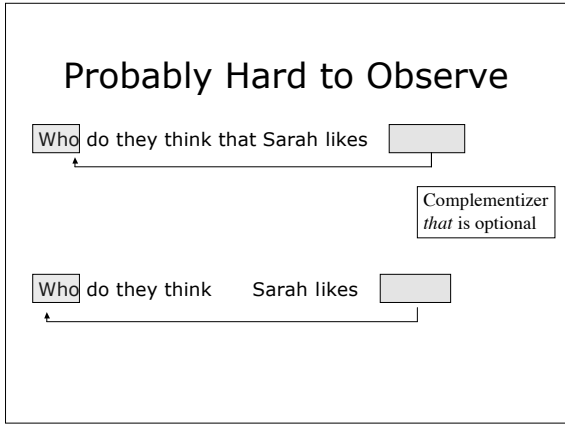 Probably Hard to Observe
Who do they think that Sarah likes
Complementizer
that is optional
Who do they think Sarah likes